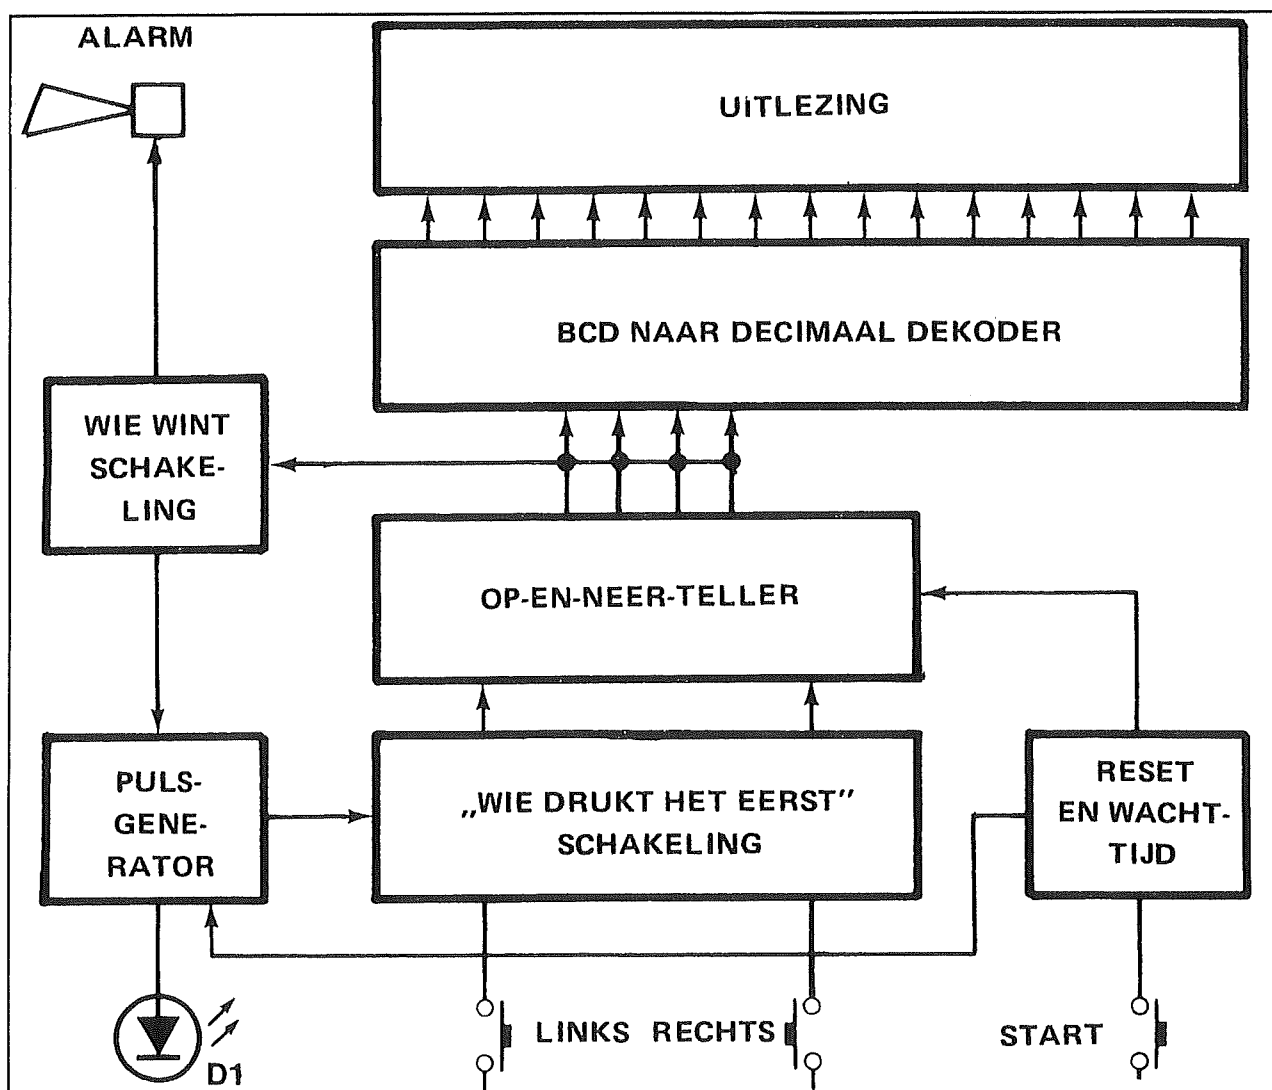 ALARM
UITLEZING
BCD NAAR DECIMAAL DEKODER
WIE WINT
SCHAKE-
LING
OP-EN-NEER-TELLER
PULS-
GENE-
RATOR
„WIE DRUKT HET EERST”
SCHAKELING
RESET
EN WACHT-
TIJD
LINKS RECHTS
START
D1